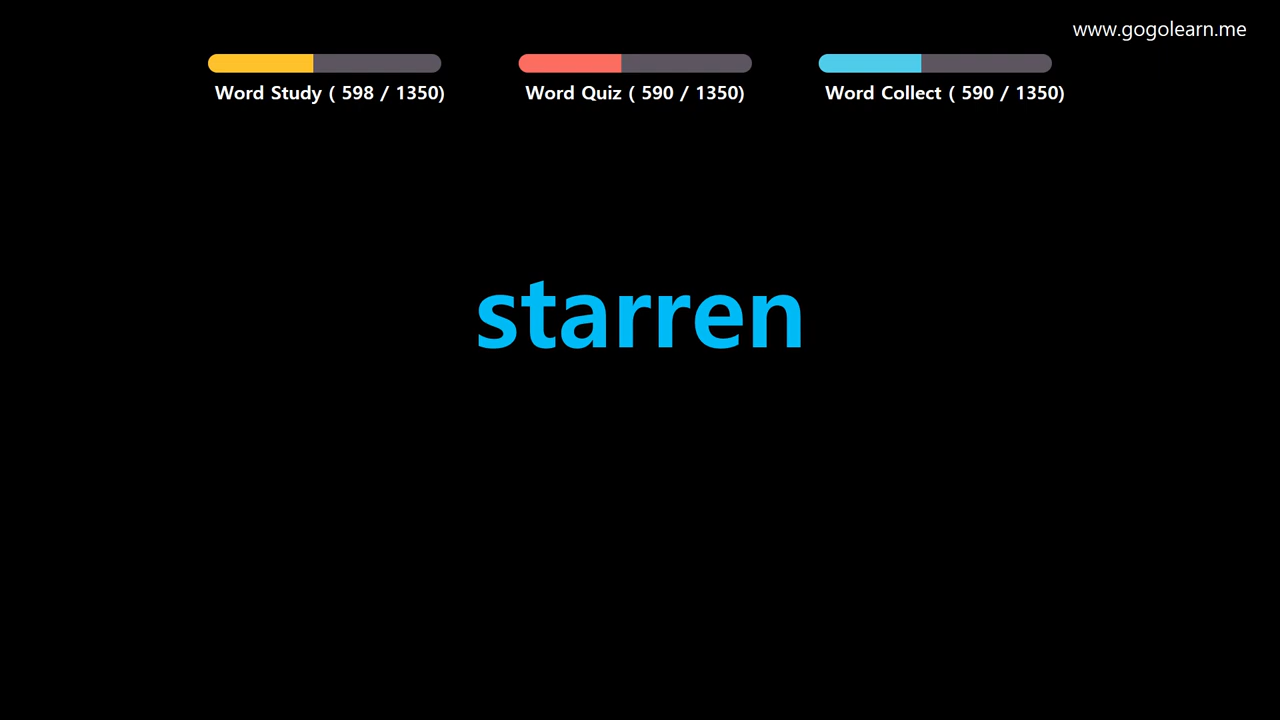 www.gogolearn.me
Word Study ( 598 / 1350)
Word Quiz ( 590 / 1350)
Word Collect ( 590 / 1350)
starren